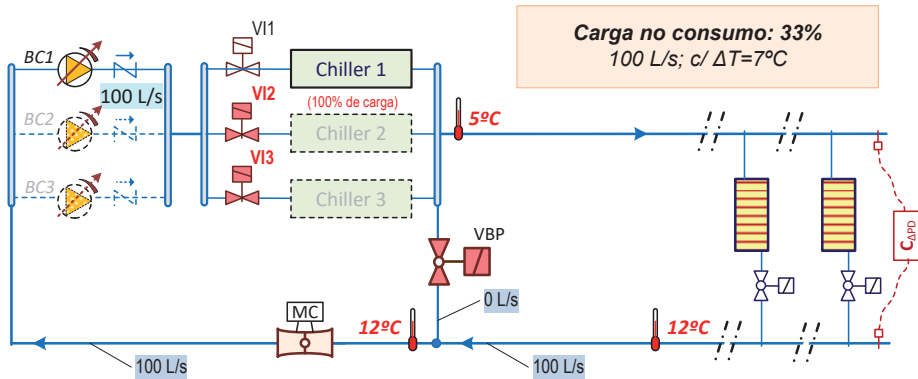 Carga no consumo: 33%
100 L/s; c/ ΔT=7ºC
BC1
100 L/s
BC2
BC3
VI1
VI2
VI3
Chiller 1
(100% de carga)
Chiller 2
Chiller 3
5ºC
VBP
0 L/s
MC
12ºC
12ºC
100 L/s
100 L/s
CΔPD